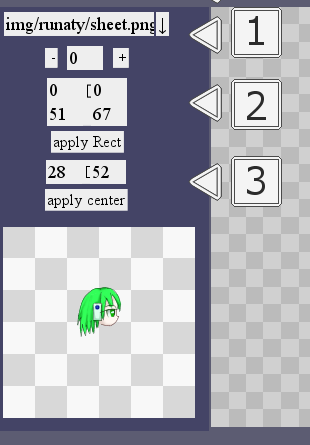 img/runaty/sheet.png↓
1
- 0 +
0 [0
51 67
2
apply Rect
28 [52
3
apply center